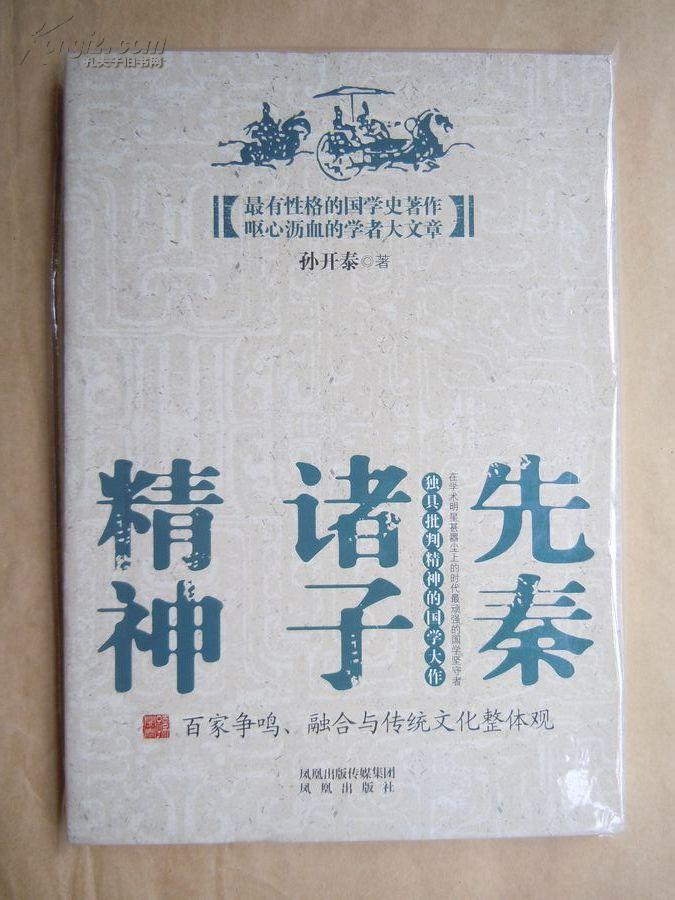 Kongfz.com
孔夫子旧书网
最有性格的国学史著作
呕心沥血的学者大文章
孙开泰◎著
先秦
在学术明星甚嚣尘上的时代最顽强的国学坚守者
独具批判精神的国学大作
诸子
精神
百家争鸣、融合与传统文化整体观
凤凰出版传媒集团
凤凰出版社